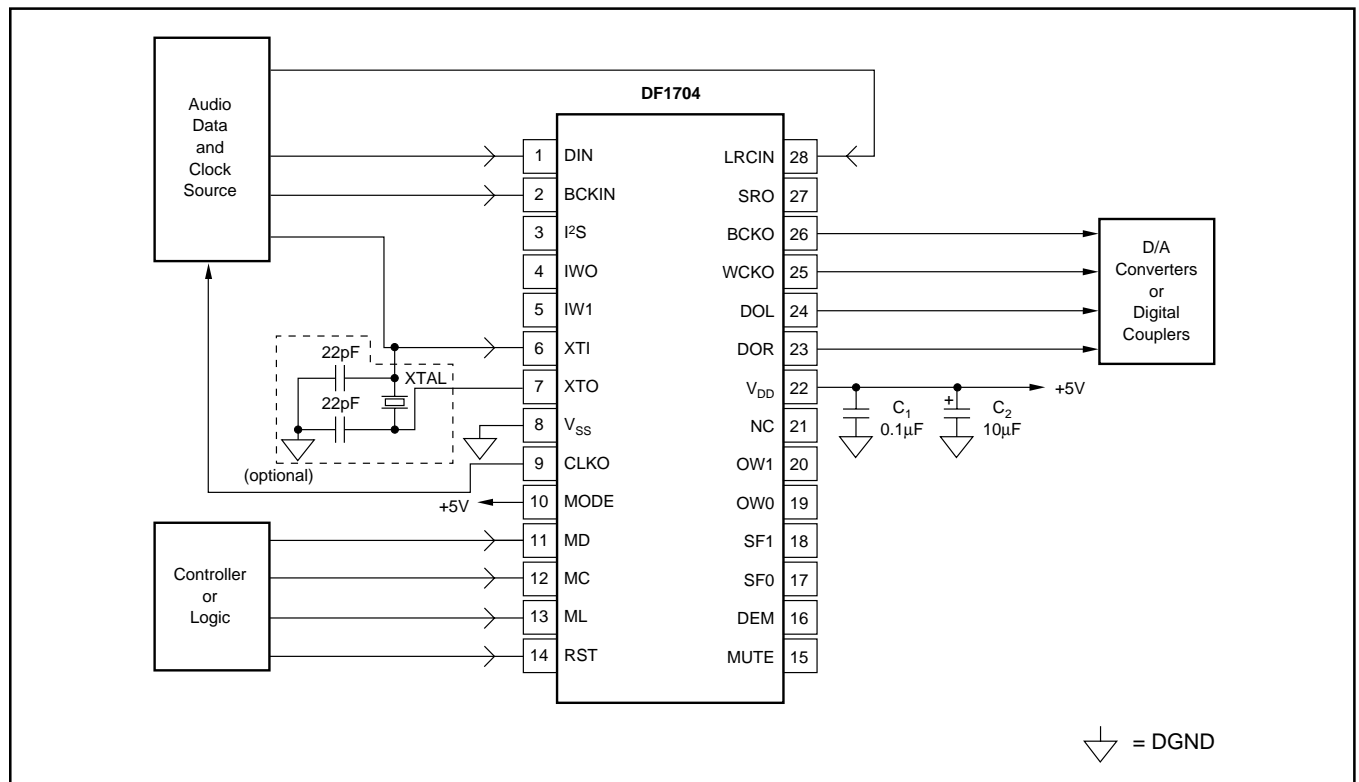 Audio
Data
and
Clock
Source
DF1704
1 DIN
2 BCKIN
3 I²S
4 IWO
5 IW1
6 XTI
7 XTO
8 VSS
9 CLKO
10 MODE
11 MD
12 MC
13 ML
14 RST
LRCIN 28
SRO 27
BCKO 26
WCKO 25
DOL 24
DOR 23
VDD 22
NC 21
OW1 20
OW0 19
SF1 18
SF0 17
DEM 16
MUTE 15
D/A
Converters
or
Digital
Couplers
22pF
XTAL
22pF
(optional)
+5V
Controller
or
Logic
+5V
C1
0.1µF
+
C2
10µF
= DGND